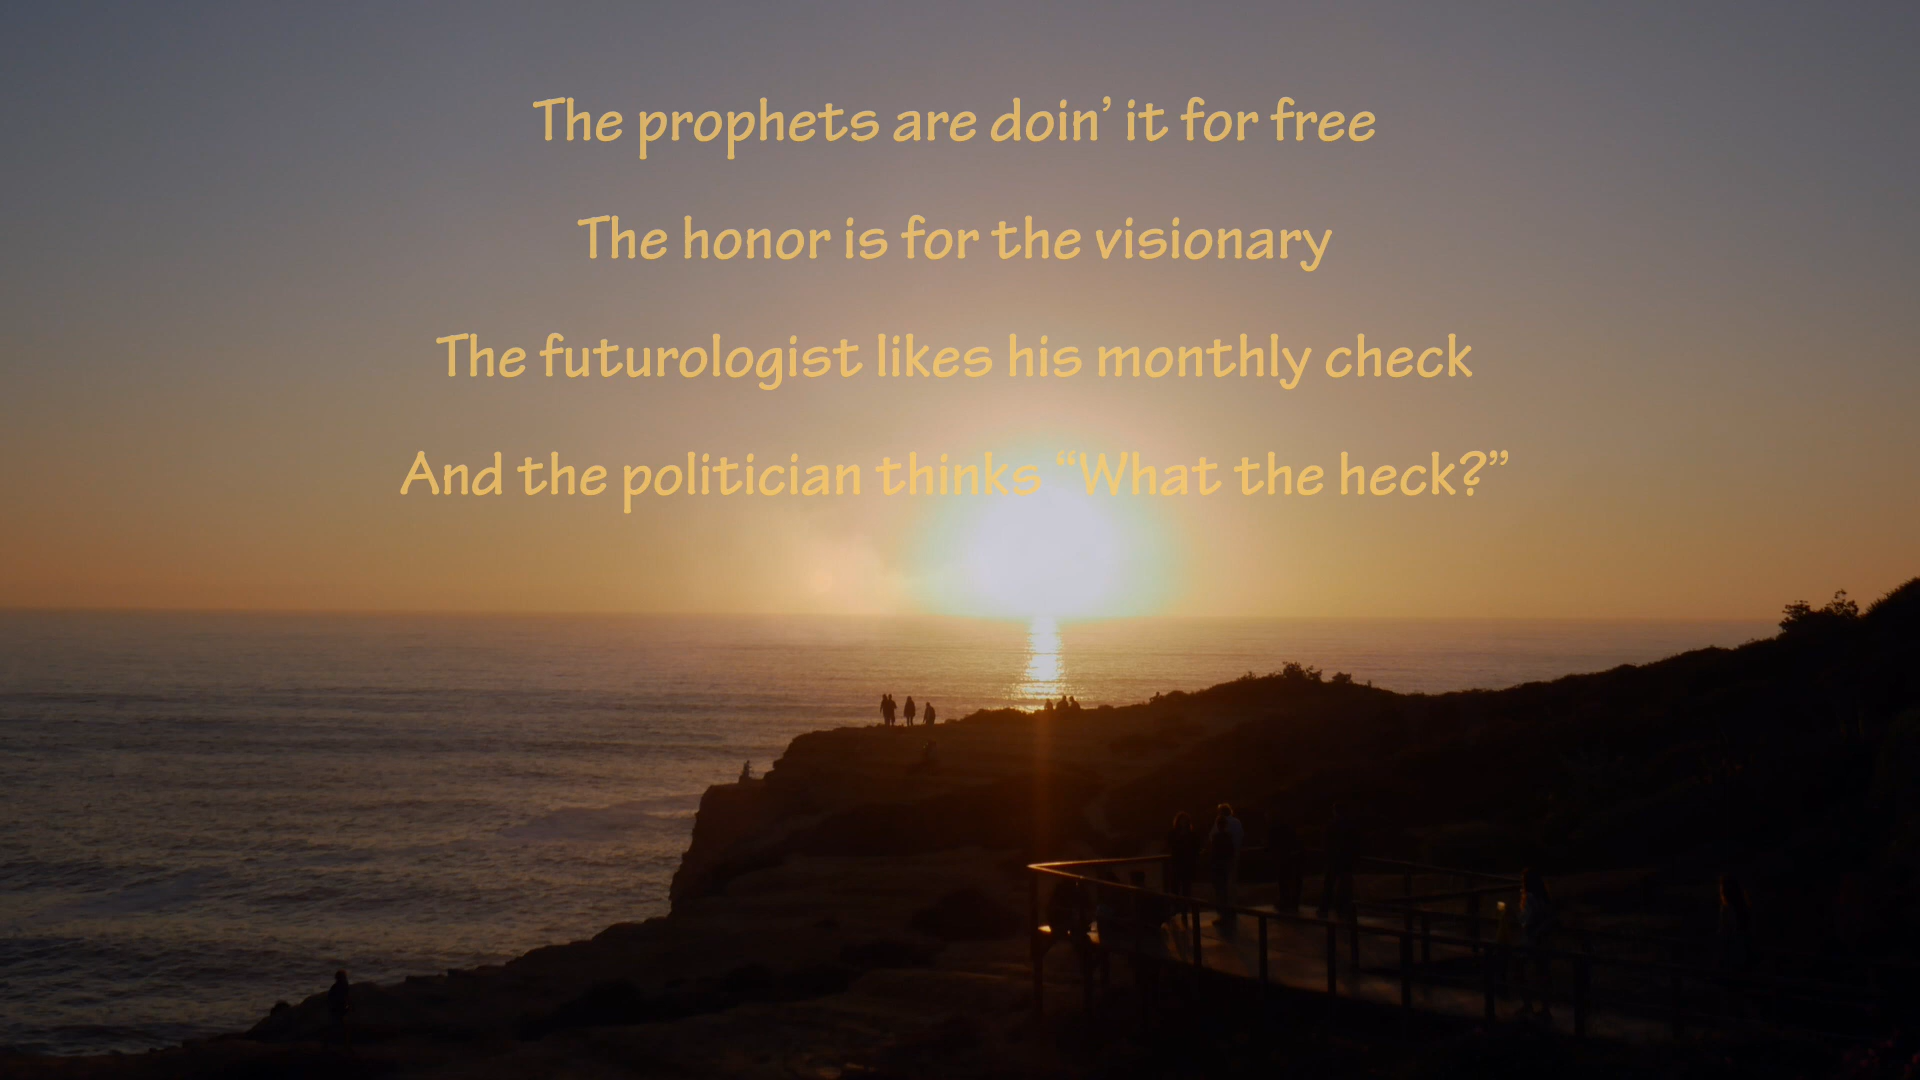 The prophets are doin’ it for free
The honor is for the visionary
The futurologist likes his monthly check
And the politician thinks “What the heck?”